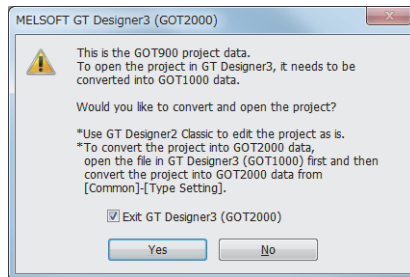 MELSOFT GT Designer3 (GOT2000)
This is the GOT900 project data.
To open the project in GT Designer3, it needs to be
converted into GOT1000 data.
Would you like to convert and open the project?
*Use GT Designer2 Classic to edit the project as is.
*To convert the project into GOT2000 data,
open the file in GT Designer3 (GOT1000) first and then
convert the project into GOT2000 data from
[Common]-[Type Setting].
Exit GT Designer3 (GOT2000)
Yes
No